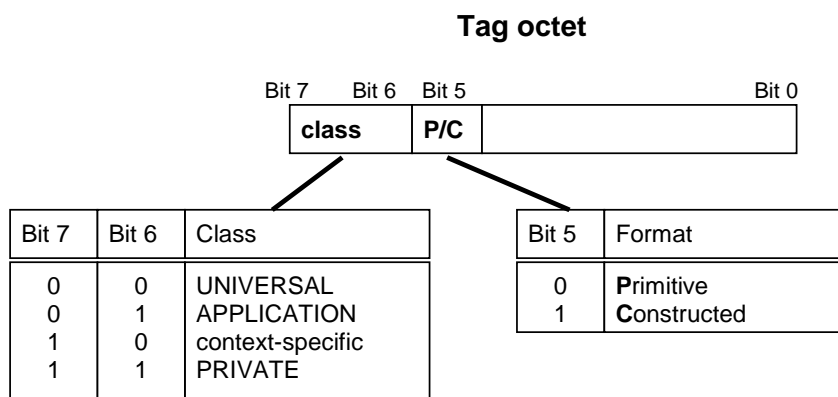 Tag octet
Bit 7 Bit 6 Bit 5 Bit 0
class P/C
Bit 7 Bit 6 Class
0 0 UNIVERSAL
0 1 APPLICATION
1 0 context-specific
1 1 PRIVATE
Bit 5 Format
0 Primitive
1 Constructed